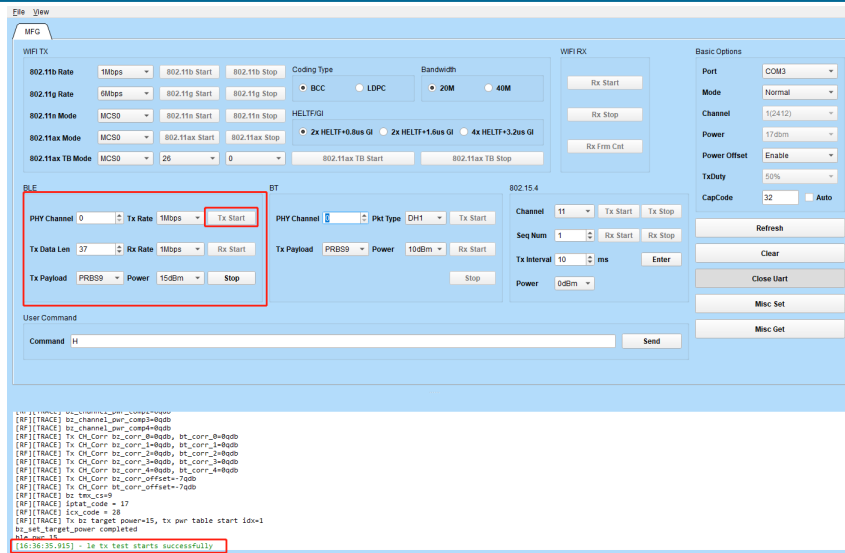 File View
MFG
WIFI TX
802.11b Rate 1Mbps 802.11b Start 802.11b Stop
802.11g Rate 6Mbps 802.11g Start 802.11g Stop
802.11n Mode MCS0 802.11n Start 802.11n Stop
802.11ax Mode MCS0 802.11ax Start 802.11ax Stop
802.11ax TB Mode MCS0 26 0 802.11ax TB Start 802.11ax TB Stop
Coding Type
BCC LDPC
Bandwidth
20M 40M
HELTF/GI
2x HELTF+0.8us GI 2x HELTF+1.6us GI 4x HELTF+3.2us GI
WIFI RX
Rx Start
Rx Stop
Rx Frm Cnt
Basic Options
Port COM3
Mode Normal
Channel 1(2412)
Power 17dbm
Power Offset Enable
TxDuty 50%
CapCode 32 Auto
Refresh
Clear
Close Uart
Misc Set
Misc Get
BLE
PHY Channel 0 Tx Rate 1Mbps Tx Start
Tx Data Len 37 Rx Rate 1Mbps Rx Start
Tx Payload PRBS9 Power 15dBm Stop
BT
PHY Channel 0 Pkt Type DH1 Tx Start
Tx Payload PRBS9 Power 10dBm Rx Start
Stop
802.15.4
Channel 11 Tx Start Tx Stop
Seq Num 1 Rx Start Rx Stop
Tx Interval 10 ms Enter
Power 0dBm
User Command
Command H Send
[RF][TRACE] bz_channel_pwr_comp2=0qdb
[RF][TRACE] bz_channel_pwr_comp3=0qdb
[RF][TRACE] bz_channel_pwr_comp4=0qdb
[RF][TRACE] Tx CH_Corr bz_corr_0=0qdb, bt_corr_0=0qdb
[RF][TRACE] Tx CH_Corr bz_corr_1=0qdb, bt_corr_1=0qdb
[RF][TRACE] Tx CH_Corr bz_corr_2=0qdb, bt_corr_2=0qdb
[RF][TRACE] Tx CH_Corr bz_corr_3=0qdb, bt_corr_3=0qdb
[RF][TRACE] Tx CH_Corr bz_corr_4=0qdb, bt_corr_4=0qdb
[RF][TRACE] Tx CH_Corr bz_corr_offset=-7qdb
[RF][TRACE] Tx CH_Corr bt_corr_offset=-7qdb
[RF][TRACE] bz tmx_cs=9
[RF][TRACE] iptat_code = 17
[RF][TRACE] icx_code = 28
[RF][TRACE] Tx bz target power=15, tx pwr table start idx=1
bz_set_target_power completed
ble pwr 15
[16:36:35.915] - le tx test starts successfully